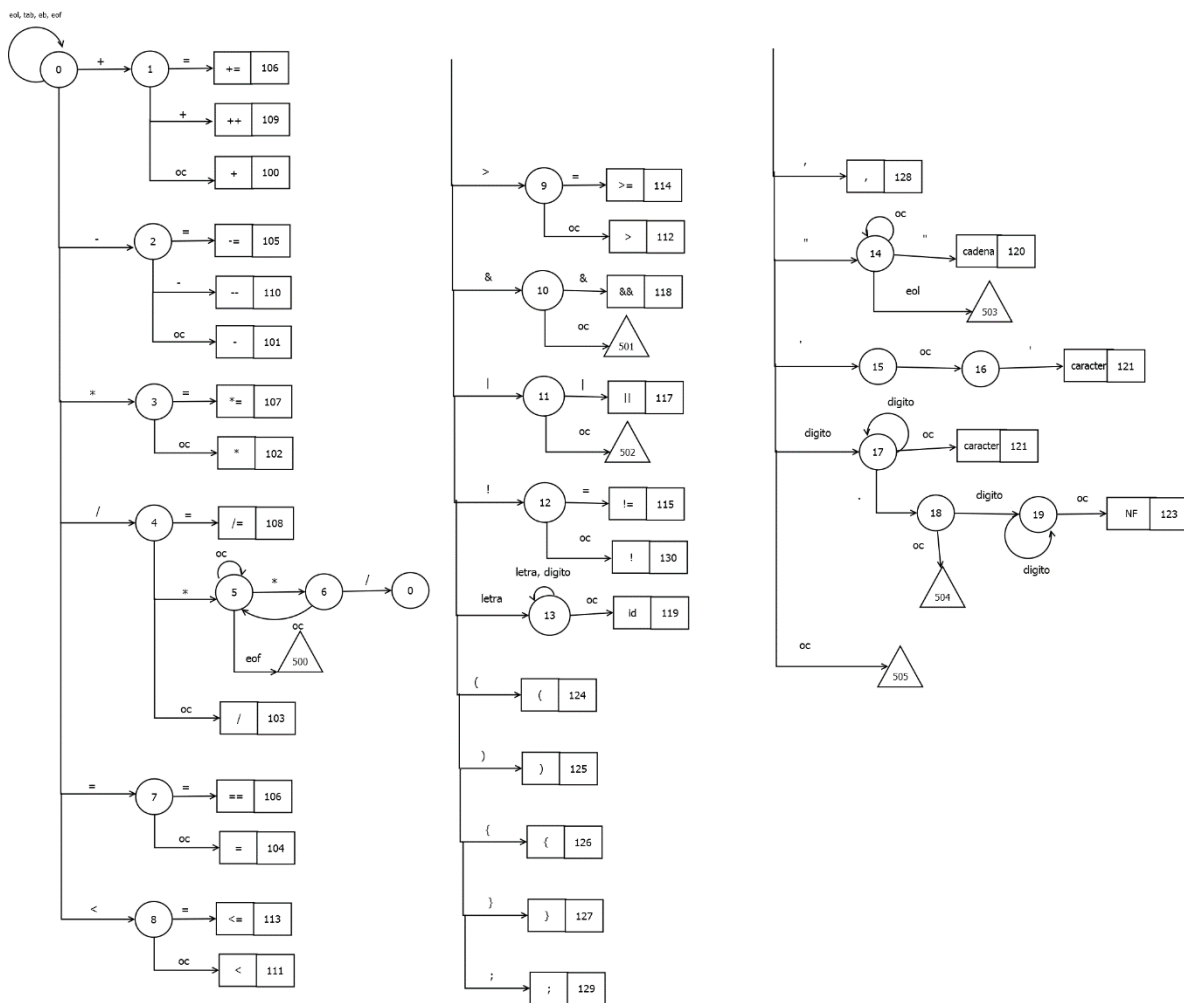 eol, tab, eb, eof
0 + 1 = += 106
+ ++ 109
oc + 100
- 2 = -= 105
- -- 110
oc - 101
* 3 = *= 107
oc * 102
/ 4 = /= 108
oc
* 5 * 6 / 0
oc
eof 500
oc / 103
= 7 = == 106
oc = 104
< 8 = <= 113
oc < 111
> 9 = >= 114
oc > 112
& 10 & && 118
oc 501
| 11 | || 117
oc 502
! 12 = != 115
oc ! 130
letra, digito
letra 13 oc id 119
( ( 124
) ) 125
{ { 126
} } 127
; ; 129
, , 128
oc
" 14 " cadena 120
eol 503
' 15 oc 16 ' caracter 121
digito
digito 17 oc caracter 121
. 18 digito 19 oc NF 123
oc digito
504
oc 505